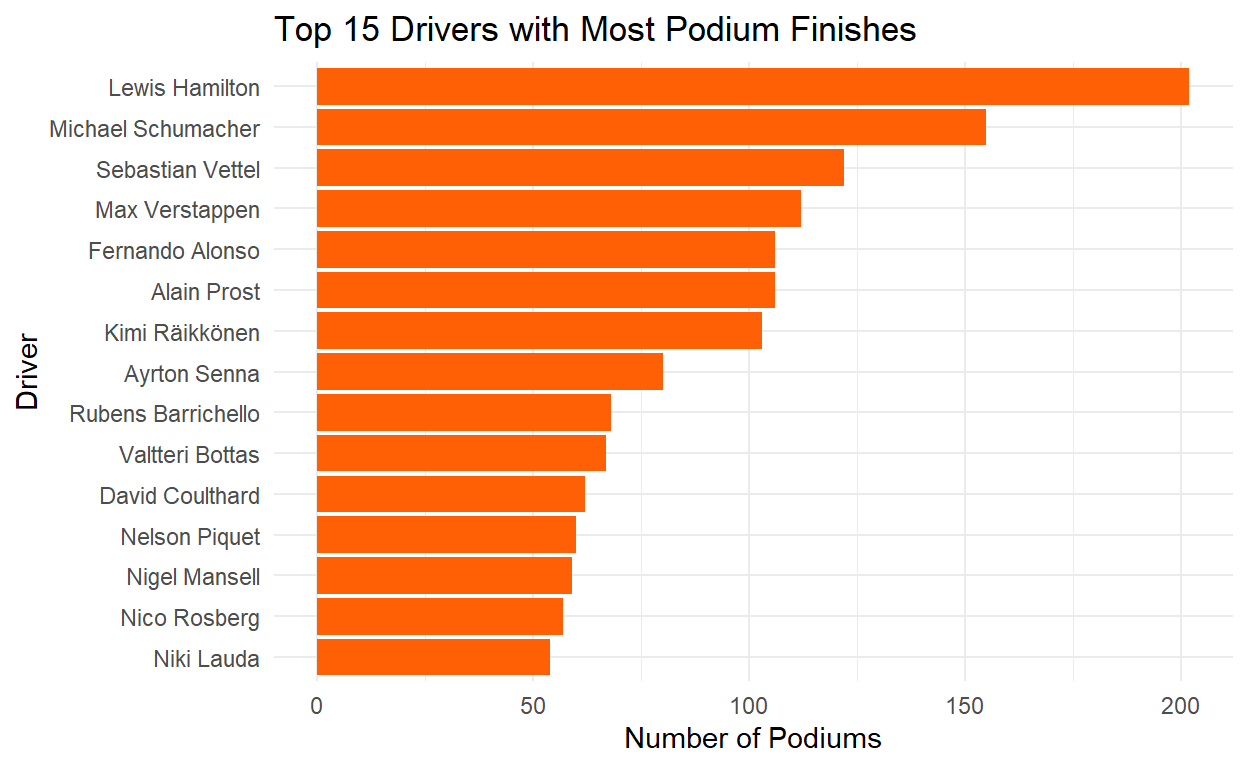 Top 15 Drivers with Most Podium Finishes
Lewis Hamilton
Michael Schumacher
Sebastian Vettel
Max Verstappen
Fernando Alonso
Alain Prost
Kimi Räikkönen
Ayrton Senna
Rubens Barrichello
Valtteri Bottas
David Coulthard
Nelson Piquet
Nigel Mansell
Nico Rosberg
Niki Lauda
Driver
0 50 100 150 200
Number of Podiums